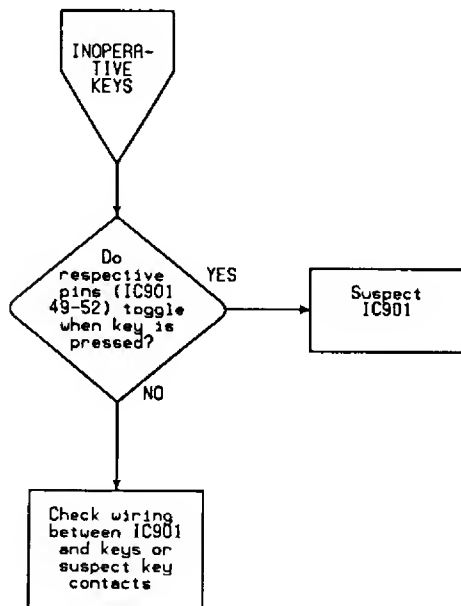 INOPERA-
TIVE
KEYS
Do
respective
pins (IC901
49-52) toggle
when key is
pressed?
YES
Suspect
IC901
NO
Check wiring
between IC901
and keys or
suspect key
contacts